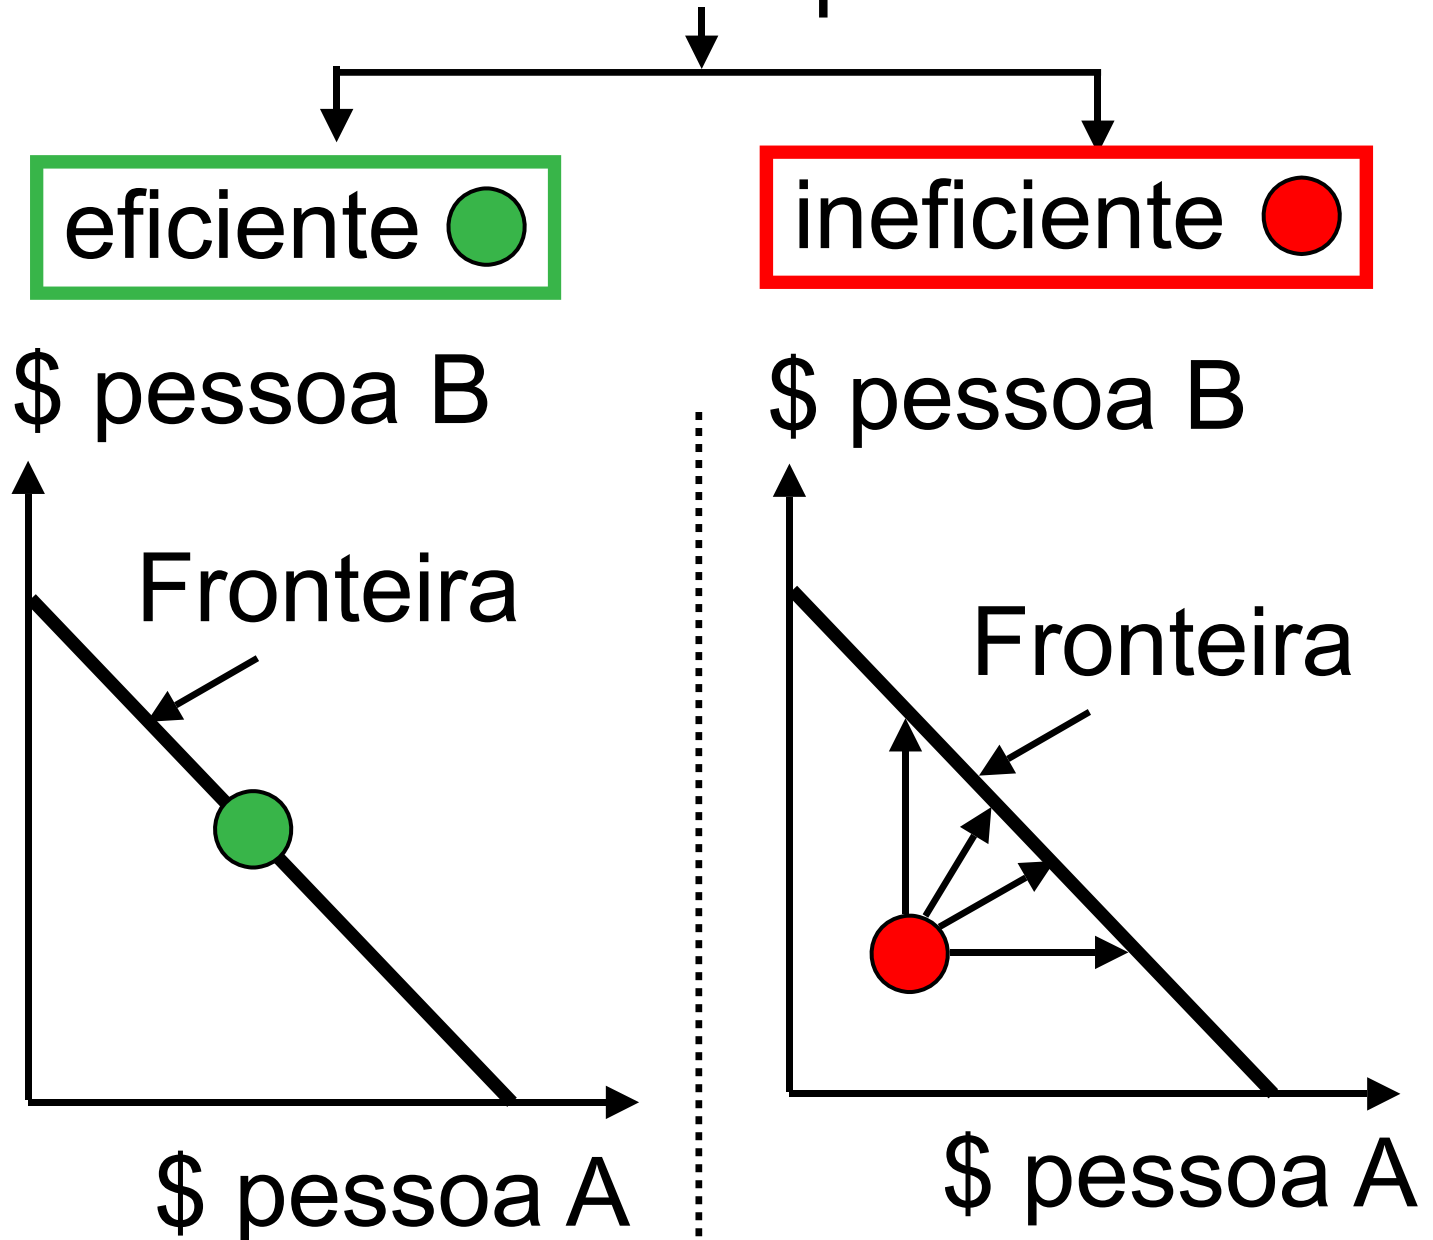 eficiente
ineficiente
$ pessoa B
$ pessoa B
Fronteira
Fronteira
$ pessoa A
$ pessoa A